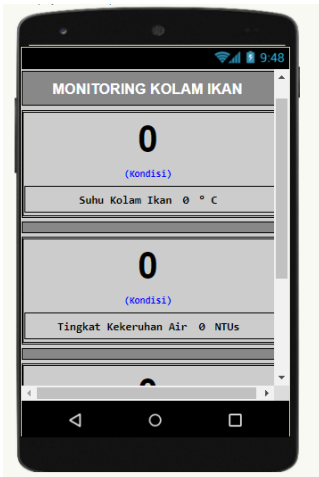 9:48
MONITORING KOLAM IKAN
0
(Kondisi)
Suhu Kolam Ikan 0 ° C
0
(Kondisi)
Tingkat Kekeruhan Air 0 NTUs